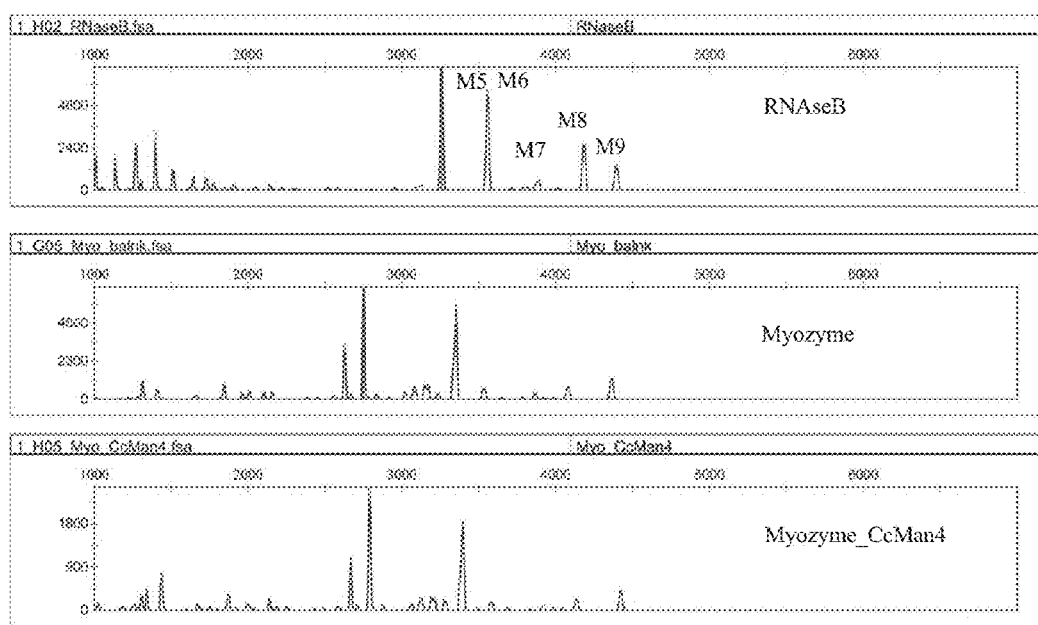 1_H02_RNaseB.fsa RNaseB
1000 2000 3000 4000 5000 6000
M5 M6
RNAseB
4800
M8
2400
M7
M9
0
1_G05_Myo_balnk.fsa Myo_balnk
1000 2000 3000 4000 5000 6000
4000
Myozyme
0
1_H05_Myo_CcMan4.fsa Myo_CcMan4
1000 2000 3000 4000 5000 6000
1800
Myozyme_CcMan4
900
0